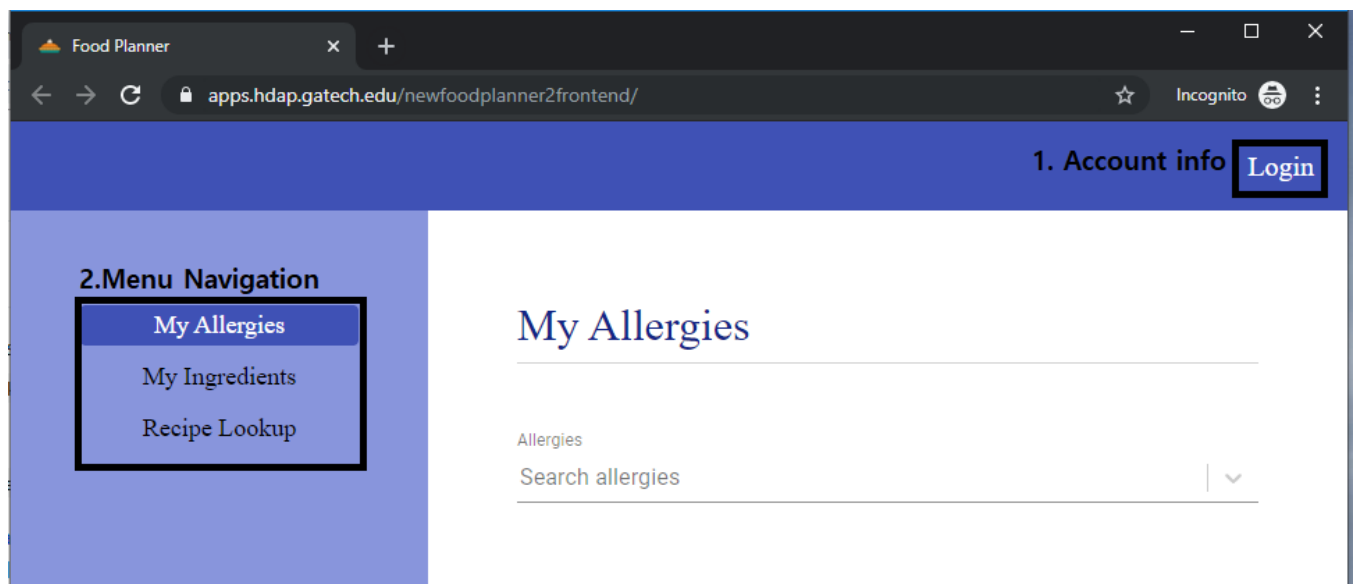 Food Planner
apps.hdap.gatech.edu/newfoodplanner2frontend/
Incognito
1. Account info
Login
2.Menu Navigation
My Allergies
My Ingredients
Recipe Lookup
My Allergies
Allergies
Search allergies